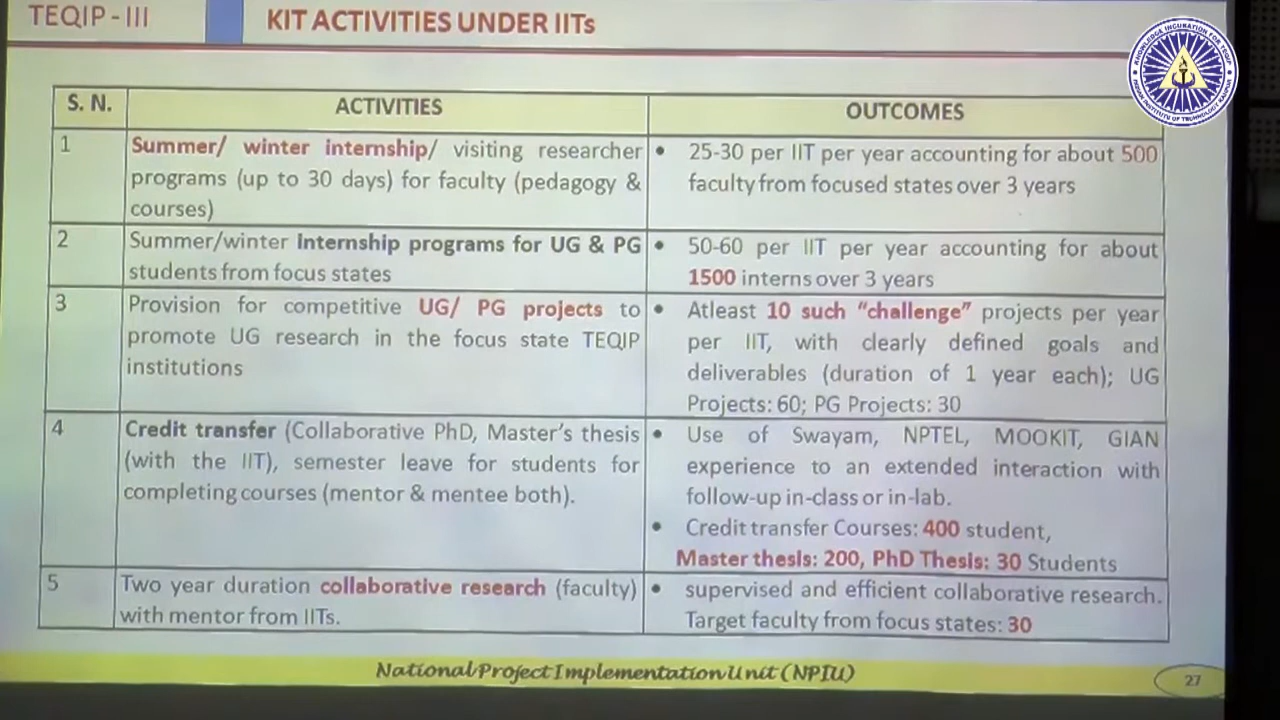 TEQIP - III
KIT ACTIVITIES UNDER IITs
KNOWLEDGE INCUBATION FOR TEQIP
INDIAN INSTITUTE OF TECHNOLOGY KANPUR
S. N.
ACTIVITIES
OUTCOMES
1
Summer/ winter internship/ visiting researcher
programs (up to 30 days) for faculty (pedagogy &
courses)
• 25-30 per IIT per year accounting for about 500
faculty from focused states over 3 years
2
Summer/winter Internship programs for UG & PG
students from focus states
• 50-60 per IIT per year accounting for about
1500 interns over 3 years
3
Provision for competitive UG/ PG projects to
promote UG research in the focus state TEQIP
institutions
• Atleast 10 such “challenge” projects per year
per IIT, with clearly defined goals and
deliverables (duration of 1 year each); UG
Projects: 60; PG Projects: 30
4
Credit transfer (Collaborative PhD, Master’s thesis
(with the IIT), semester leave for students for
completing courses (mentor & mentee both).
• Use of Swayam, NPTEL, MOOKIT, GIAN
experience to an extended interaction with
follow-up in-class or in-lab.
• Credit transfer Courses: 400 student,
Master thesis: 200, PhD Thesis: 30 Students
5
Two year duration collaborative research (faculty)
with mentor from IITs.
• supervised and efficient collaborative research.
Target faculty from focus states: 30
National Project Implementation Unit (NPIU)
27